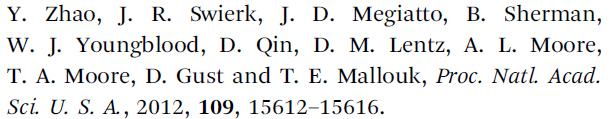 Y. Zhao, J. R. Swierk, J. D. Megiatto, B. Sherman,
W. J. Youngblood, D. Qin, D. M. Lentz, A. L. Moore,
T. A. Moore, D. Gust and T. E. Mallouk, Proc. Natl. Acad.
Sci. U. S. A., 2012, 109, 15612–15616.